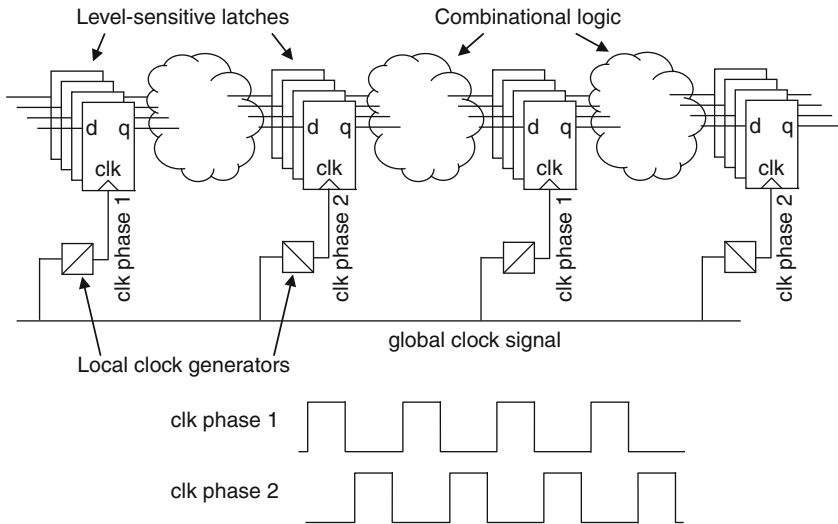 Level-sensitive latches
Combinational logic
d q
clk
d q
clk
d q
clk
d q
clk
clk phase 1
clk phase 2
clk phase 1
clk phase 2
global clock signal
Local clock generators
clk phase 1
clk phase 2